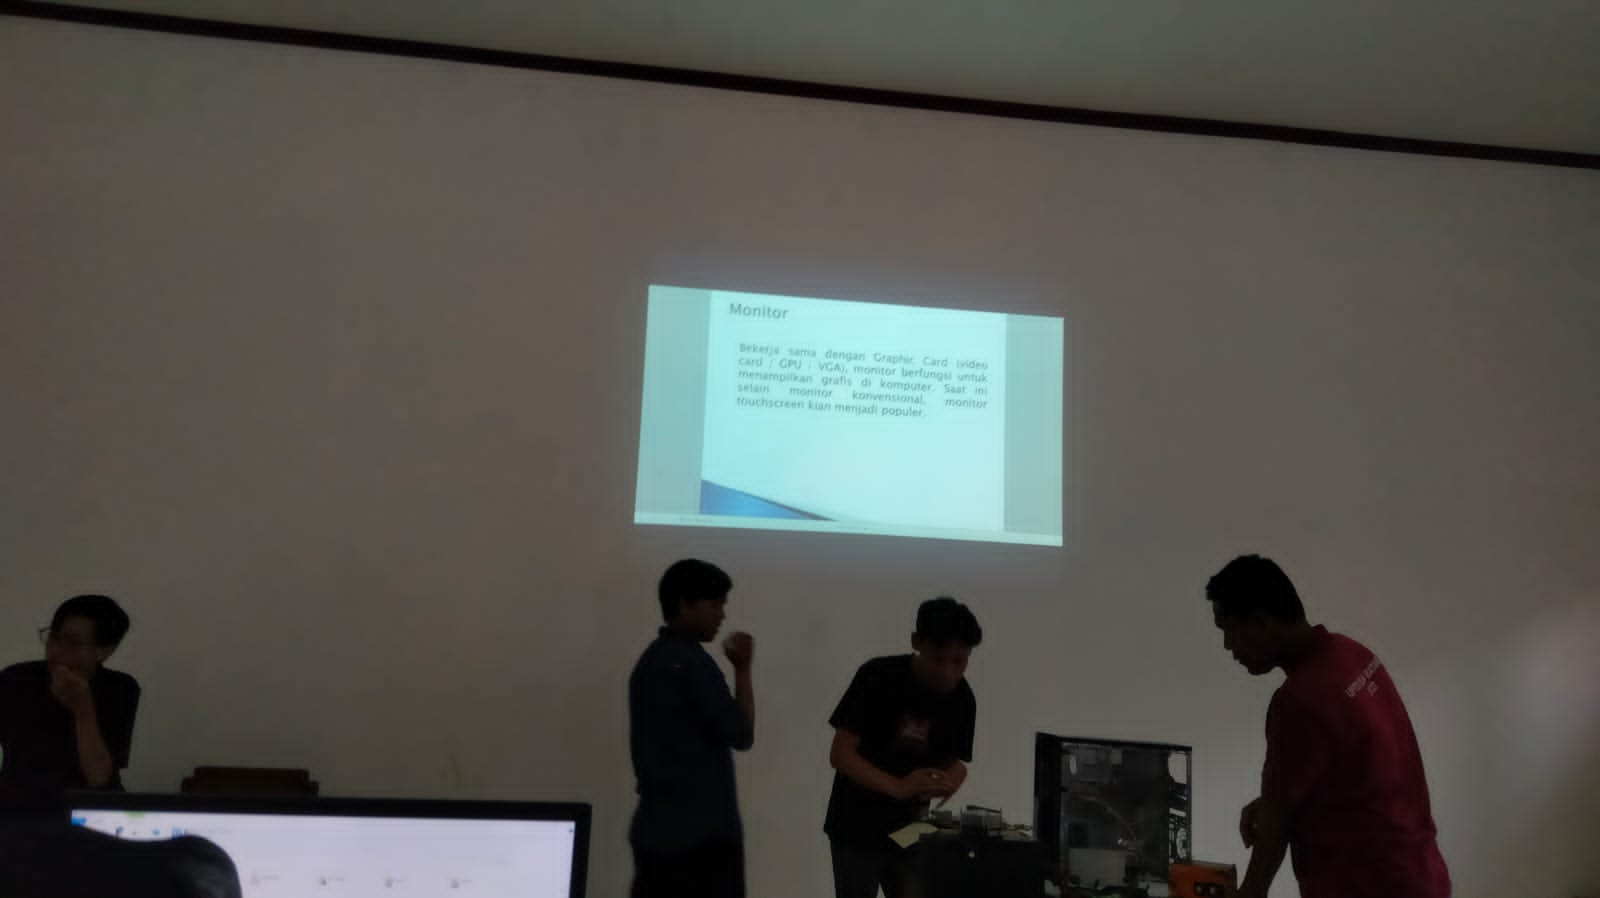 Monitor
Bekerja sama dengan Graphic Card (video
card / GPU / VGA), monitor berfungsi untuk
menampilkan grafis di komputer. Saat ini
selain monitor konvensional, monitor
touchscreen kian menjadi populer.